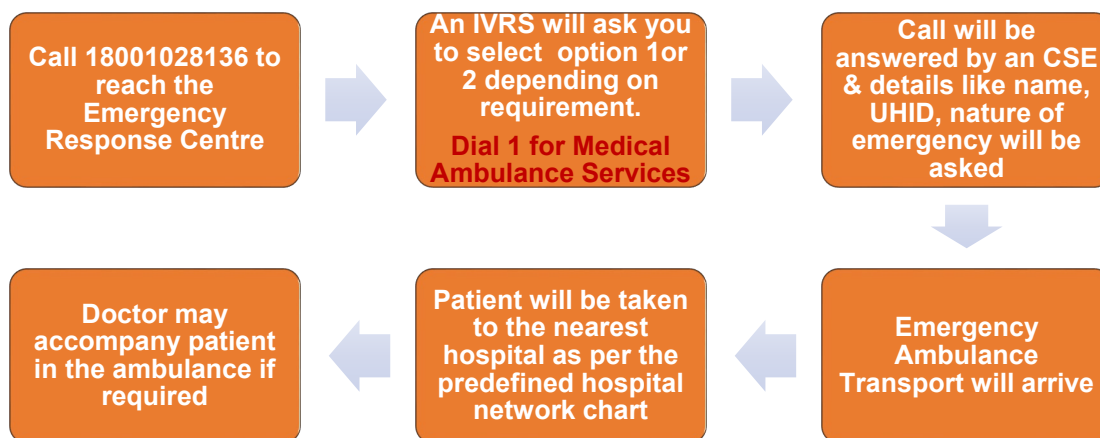 Call 18001028136 to
reach the
Emergency
Response Centre
An IVRS will ask you
to select option 1or
2 depending on
requirement.
Dial 1 for Medical
Ambulance Services
Call will be
answered by an CSE
& details like name,
UHID, nature of
emergency will be
asked
Emergency
Ambulance
Transport will arrive
Patient will be taken
to the nearest
hospital as per the
predefined hospital
network chart
Doctor may
accompany patient
in the ambulance if
required